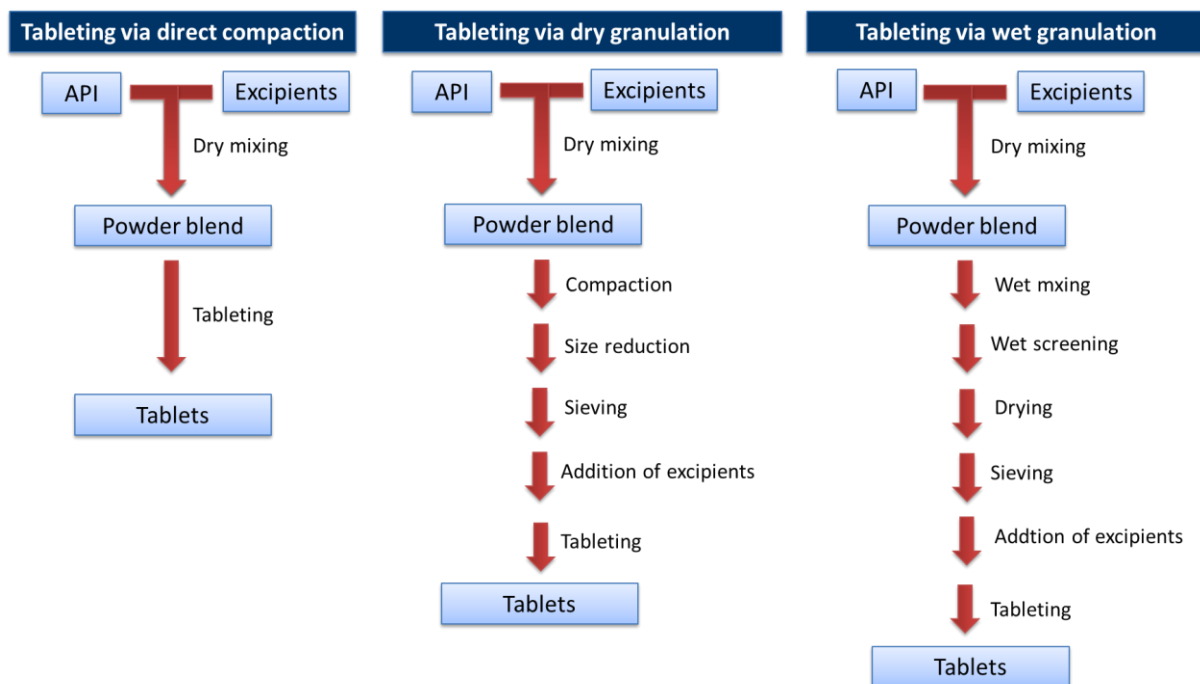 Tableting via direct compaction
API
Excipients
Dry mixing
Powder blend
Tableting
Tablets
Tableting via dry granulation
API
Excipients
Dry mixing
Powder blend
Compaction
Size reduction
Sieving
Addition of excipients
Tableting
Tablets
Tableting via wet granulation
API
Excipients
Dry mixing
Powder blend
Wet mxing
Wet screening
Drying
Sieving
Addtion of excipients
Tableting
Tablets